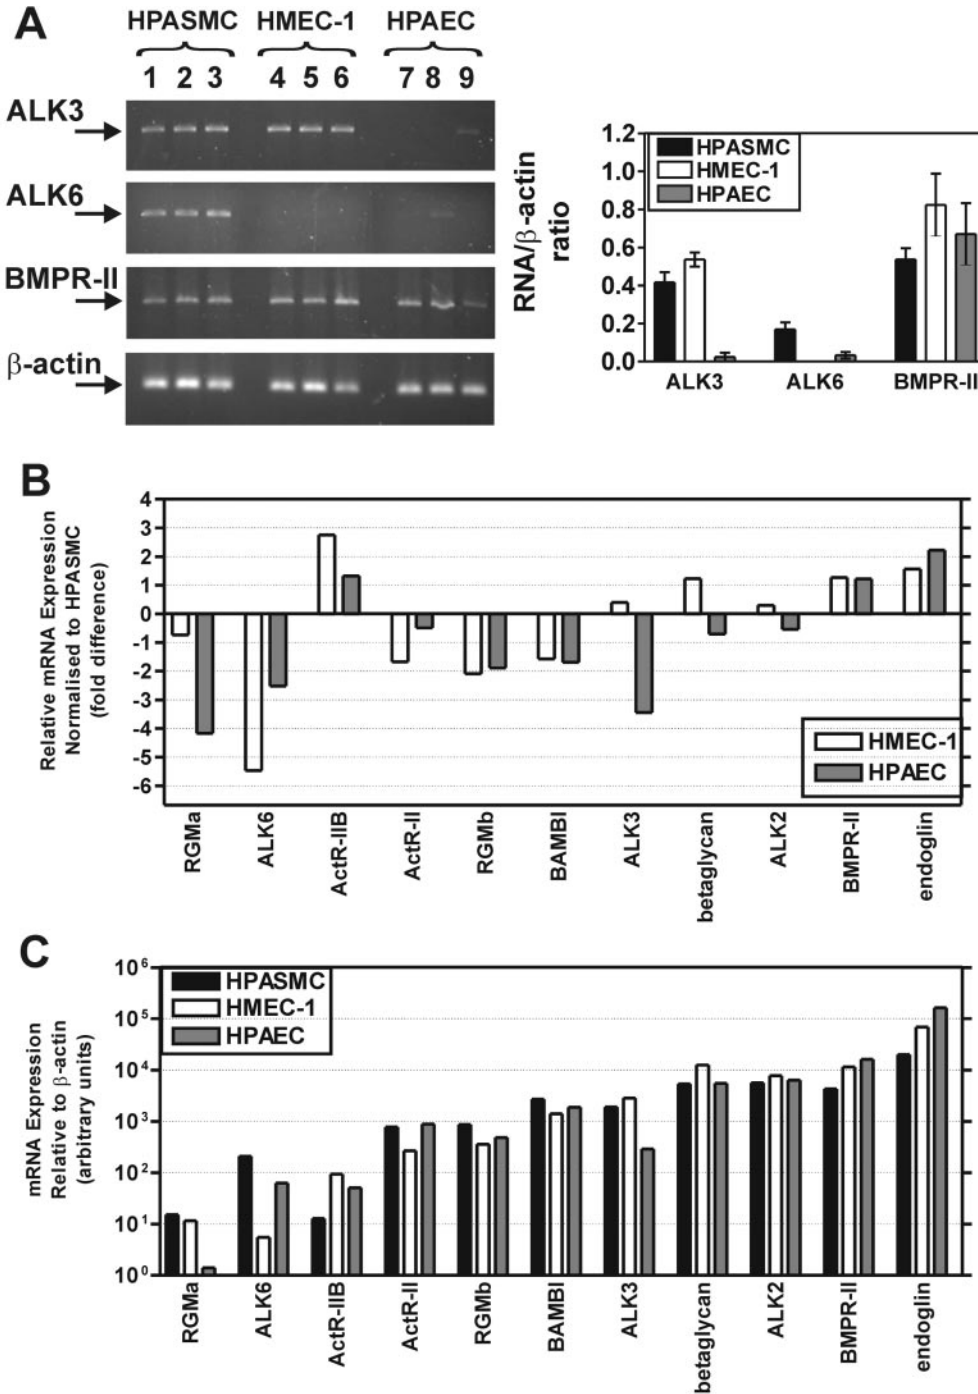 A
HPASMC HMEC-1 HPAEC
1 2 3 4 5 6 7 8 9
ALK3
ALK6
BMPR-II
β-actin
RNA/β-actin
ratio
1.2
1.0
0.8
0.6
0.4
0.2
0.0
HPASMC
HMEC-1
HPAEC
ALK3 ALK6 BMPR-II
B
Relative mRNA Expression
Normalised to HPASMC
(fold difference)
4
3
2
1
0
-1
-2
-3
-4
-5
-6
HMEC-1
HPAEC
RGMa ALK6 ActR-IIB ActR-II RGMb BAMBI ALK3 betaglycan ALK2 BMPR-II endoglin
C
mRNA Expression
Relative to β-actin
(arbitrary units)
10⁶
10⁵
10⁴
10³
10²
10¹
10⁰
HPASMC
HMEC-1
HPAEC
RGMa ALK6 ActR-IIB ActR-II RGMb BAMBI ALK3 betaglycan ALK2 BMPR-II endoglin